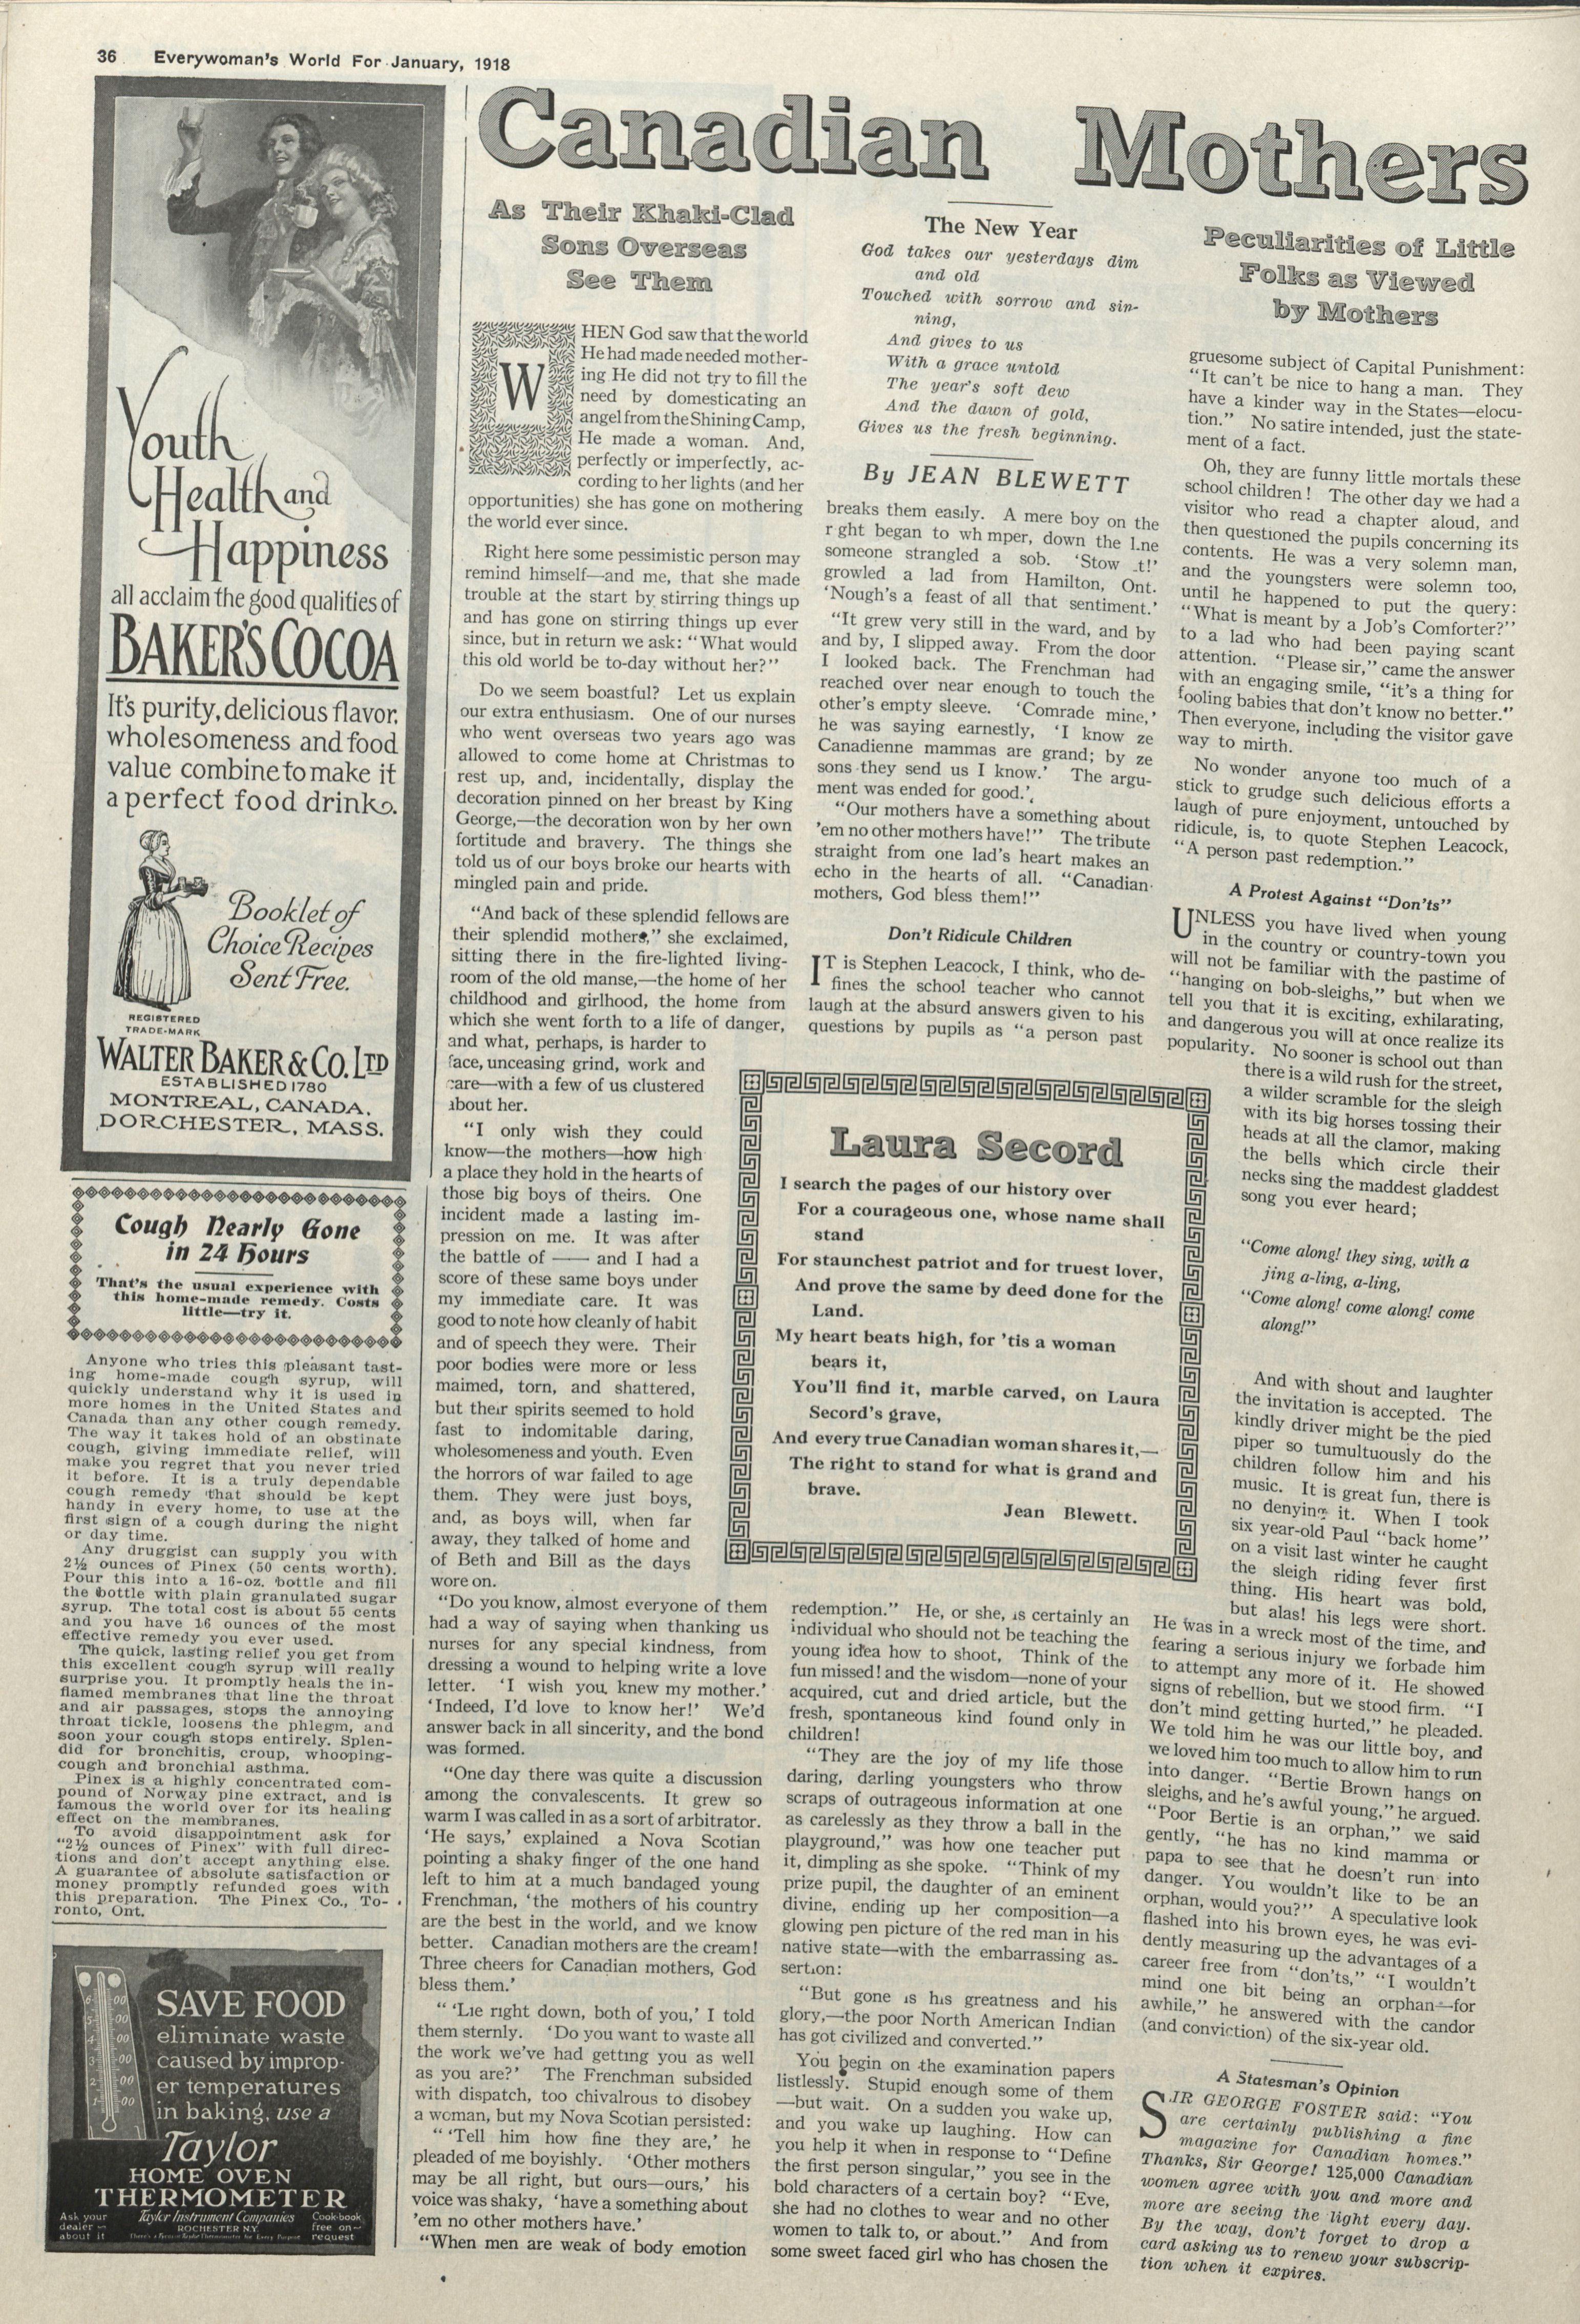 36 Everywoman's World For January, 1918
Youth
Health and
Happiness
all acclaim the good qualities of
BAKER'S COCOA
It's purity, delicious flavor,
wholesomeness and food
value combine to make it
a perfect food drink.
Booklet of
Choice Recipes
Sent Free.
REGISTERED
TRADE-MARK
WALTER BAKER & CO. LTD
ESTABLISHED 1780
MONTREAL, CANADA.
DORCHESTER, MASS.
Cough Nearly Gone
in 24 Hours
That's the usual experience with
this home-made remedy. Costs
little—try it.
Anyone who tries this pleasant tast-
ing home-made cough syrup, will
quickly understand why it is used in
more homes in the United States and
Canada than any other cough remedy.
The way it takes hold of an obstinate
cough, giving immediate relief, will
make you regret that you never tried
it before. It is a truly dependable
cough remedy that should be kept
handy in every home, to use at the
first sign of a cough during the night
or day time.
Any druggist can supply you with
2½ ounces of Pinex (50 cents worth).
Pour this into a 16-oz. bottle and fill
the bottle with plain granulated sugar
syrup. The total cost is about 55 cents
and you have 16 ounces of the most
effective remedy you ever used.
The quick, lasting relief you get from
this excellent cough syrup will really
surprise you. It promptly heals the in-
flamed membranes that line the throat
and air passages, stops the annoying
throat tickle, loosens the phlegm, and
soon your cough stops entirely. Splen-
did for bronchitis, croup, whooping-
cough and bronchial asthma.
Pinex is a highly concentrated com-
pound of Norway pine extract, and is
famous the world over for its healing
effect on the membranes.
To avoid disappointment ask for
"2½ ounces of Pinex" with full direc-
tions and don't accept anything else.
A guarantee of absolute satisfaction or
money promptly refunded goes with
this preparation. The Pinex Co., To-
ronto, Ont.
SAVE FOOD
eliminate waste
caused by improp-
er temperatures
in baking, use a
Taylor
HOME OVEN
THERMOMETER
Ask your
dealer
about it
Taylor Instrument Companies
ROCHESTER N.Y.
There's a Tycos or Taylor Thermometer for Every Purpose
Cook-book
free on
request
Canadian Mothers
As Their Khaki-Clad
Sons Overseas
See Them
WHEN God saw that the world
He had made needed mother-
ing He did not try to fill the
need by domesticating an
angel from the Shining Camp,
He made a woman. And,
perfectly or imperfectly, ac-
cording to her lights (and her
opportunities) she has gone on mothering
the world ever since.
Right here some pessimistic person may
remind himself—and me, that she made
trouble at the start by stirring things up
and has gone on stirring things up ever
since, but in return we ask: "What would
this old world be to-day without her?"
Do we seem boastful? Let us explain
our extra enthusiasm. One of our nurses
who went overseas two years ago was
allowed to come home at Christmas to
rest up, and, incidentally, display the
decoration pinned on her breast by King
George,—the decoration won by her own
fortitude and bravery. The things she
told us of our boys broke our hearts with
mingled pain and pride.
"And back of these splendid fellows are
their splendid mothers," she exclaimed,
sitting there in the fire-lighted living-
room of the old manse,—the home of her
childhood and girlhood, the home from
which she went forth to a life of danger,
and what, perhaps, is harder to
face, unceasing grind, work and
care—with a few of us clustered
about her.
"I only wish they could
know—the mothers—how high
a place they hold in the hearts of
those big boys of theirs. One
incident made a lasting im-
pression on me. It was after
the battle of —— and I had a
score of these same boys under
my immediate care. It was
good to note how cleanly of habit
and of speech they were. Their
poor bodies were more or less
maimed, torn, and shattered,
but their spirits seemed to hold
fast to indomitable daring,
wholesomeness and youth. Even
the horrors of war failed to age
them. They were just boys,
and, as boys will, when far
away, they talked of home and
of Beth and Bill as the days
wore on.
"Do you know, almost everyone of them
had a way of saying when thanking us
nurses for any special kindness, from
dressing a wound to helping write a love
letter. 'I wish you knew my mother.'
'Indeed, I'd love to know her!' We'd
answer back in all sincerity, and the bond
was formed.
"One day there was quite a discussion
among the convalescents. It grew so
warm I was called in as a sort of arbitrator.
'He says,' explained a Nova Scotian
pointing a shaky finger of the one hand
left to him at a much bandaged young
Frenchman, 'the mothers of his country
are the best in the world, and we know
better. Canadian mothers are the cream!
Three cheers for Canadian mothers, God
bless them.'
" 'Lie right down, both of you,' I told
them sternly. 'Do you want to waste all
the work we've had getting you as well
as you are?' The Frenchman subsided
with dispatch, too chivalrous to disobey
a woman, but my Nova Scotian persisted:
" 'Tell him how fine they are,' he
pleaded of me boyishly. 'Other mothers
may be all right, but ours—ours,' his
voice was shaky, 'have a something about
'em no other mothers have.'
"When men are weak of body emotion
The New Year
God takes our yesterdays dim
and old
Touched with sorrow and sin-
ning,
And gives to us
With a grace untold
The year's soft dew
And the dawn of gold,
Gives us the fresh beginning.
By JEAN BLEWETT
breaks them easily. A mere boy on the
r ght began to wh mper, down the l.ne
someone strangled a sob. 'Stow .t!'
growled a lad from Hamilton, Ont.
'Nough's a feast of all that sentiment.'
"It grew very still in the ward, and by
and by, I slipped away. From the door
I looked back. The Frenchman had
reached over near enough to touch the
other's empty sleeve. 'Comrade mine,'
he was saying earnestly, 'I know ze
Canadienne mammas are grand; by ze
sons they send us I know.' The argu-
ment was ended for good.'
"Our mothers have a something about
'em no other mothers have!" The tribute
straight from one lad's heart makes an
echo in the hearts of all. "Canadian
mothers, God bless them!"
Don't Ridicule Children
IT is Stephen Leacock, I think, who de-
fines the school teacher who cannot
laugh at the absurd answers given to his
questions by pupils as "a person past
Laura Secord
I search the pages of our history over
For a courageous one, whose name shall
stand
For staunchest patriot and for truest lover,
And prove the same by deed done for the
Land.
My heart beats high, for 'tis a woman
bears it,
You'll find it, marble carved, on Laura
Secord's grave,
And every true Canadian woman shares it,—
The right to stand for what is grand and
brave.
Jean Blewett.
redemption." He, or she, is certainly an
individual who should not be teaching the
young idea how to shoot, Think of the
fun missed! and the wisdom—none of your
acquired, cut and dried article, but the
fresh, spontaneous kind found only in
children!
"They are the joy of my life those
daring, darling youngsters who throw
scraps of outrageous information at one
as carelessly as they throw a ball in the
playground," was how one teacher put
it, dimpling as she spoke. "Think of my
prize pupil, the daughter of an eminent
divine, ending up her composition—a
glowing pen picture of the red man in his
native state—with the embarrassing as-
sertion:
"But gone is his greatness and his
glory,—the poor North American Indian
has got civilized and converted."
You begin on the examination papers
listlessly. Stupid enough some of them
—but wait. On a sudden you wake up,
and you wake up laughing. How can
you help it when in response to "Define
the first person singular," you see in the
bold characters of a certain boy? "Eve,
she had no clothes to wear and no other
women to talk to, or about." And from
some sweet faced girl who has chosen the
Peculiarities of Little
Folks as Viewed
by Mothers
gruesome subject of Capital Punishment:
"It can't be nice to hang a man. They
have a kinder way in the States—elocu-
tion." No satire intended, just the state-
ment of a fact.
Oh, they are funny little mortals these
school children! The other day we had a
visitor who read a chapter aloud, and
then questioned the pupils concerning its
contents. He was a very solemn man,
and the youngsters were solemn too,
until he happened to put the query:
"What is meant by a Job's Comforter?"
to a lad who had been paying scant
attention. "Please sir," came the answer
with an engaging smile, "it's a thing for
fooling babies that don't know no better."
Then everyone, including the visitor gave
way to mirth.
No wonder anyone too much of a
stick to grudge such delicious efforts a
laugh of pure enjoyment, untouched by
ridicule, is, to quote Stephen Leacock,
"A person past redemption."
A Protest Against "Don'ts"
UNLESS you have lived when young
in the country or country-town you
will not be familiar with the pastime of
"hanging on bob-sleighs," but when we
tell you that it is exciting, exhilarating,
and dangerous you will at once realize its
popularity. No sooner is school out than
there is a wild rush for the street,
a wilder scramble for the sleigh
with its big horses tossing their
heads at all the clamor, making
the bells which circle their
necks sing the maddest gladdest
song you ever heard;
"Come along! they sing, with a
jing a-ling, a-ling,
"Come along! come along! come
along!"
And with shout and laughter
the invitation is accepted. The
kindly driver might be the pied
piper so tumultuously do the
children follow him and his
music. It is great fun, there is
no denying it. When I took
six year-old Paul "back home"
on a visit last winter he caught
the sleigh riding fever first
thing. His heart was bold,
but alas! his legs were short.
He was in a wreck most of the time, and
fearing a serious injury we forbade him
to attempt any more of it. He showed
signs of rebellion, but we stood firm. "I
don't mind getting hurted," he pleaded.
We told him he was our little boy, and
we loved him too much to allow him to run
into danger. "Bertie Brown hangs on
sleighs, and he's awful young," he argued.
"Poor Bertie is an orphan," we said
gently, "he has no kind mamma or
papa to see that he doesn't run into
danger. You wouldn't like to be an
orphan, would you?" A speculative look
flashed into his brown eyes, he was evi-
dently measuring up the advantages of a
career free from "don'ts," "I wouldn't
mind one bit being an orphan—for
awhile," he answered with the candor
(and conviction) of the six-year old.
A Statesman's Opinion
SIR GEORGE FOSTER said: "You
are certainly publishing a fine
magazine for Canadian homes."
Thanks, Sir George! 125,000 Canadian
women agree with you and more and
more are seeing the light every day.
By the way, don't forget to drop a
card asking us to renew your subscrip-
tion when it expires.